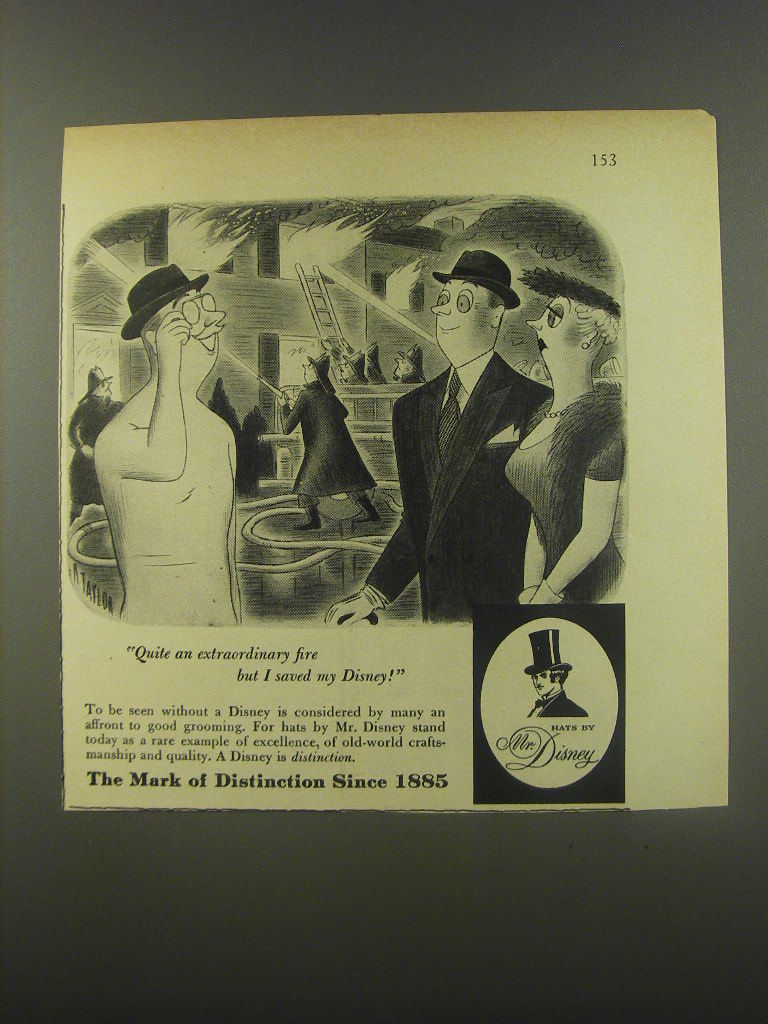 153
R. TAYLOR
"Quite an extraordinary fire
but I saved my Disney!"
To be seen without a Disney is considered by many an
affront to good grooming. For hats by Mr. Disney stand
today as a rare example of excellence, of old-world crafts-
manship and quality. A Disney is distinction.
The Mark of Distinction Since 1885
HATS BY
Mr. Disney